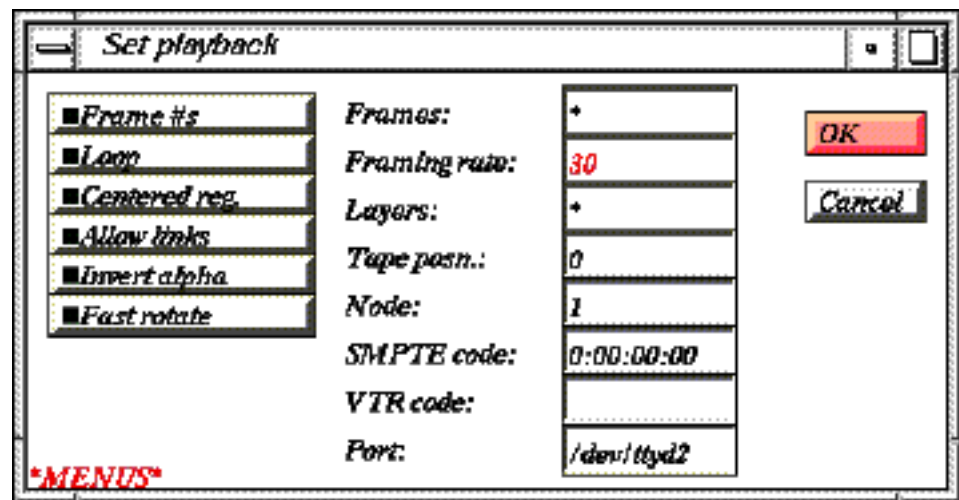 Set playback
Frame #s
Loop
Centered reg.
Allow links
Invert alpha
Fast rotate
Frames: *
Framing rate: 30
Layers: *
Tape posn.: 0
Node: 1
SMPTE code: 0:00:00:00
VTR code:
Port: /dev/ttyd2
OK
Cancel
*MENUS*